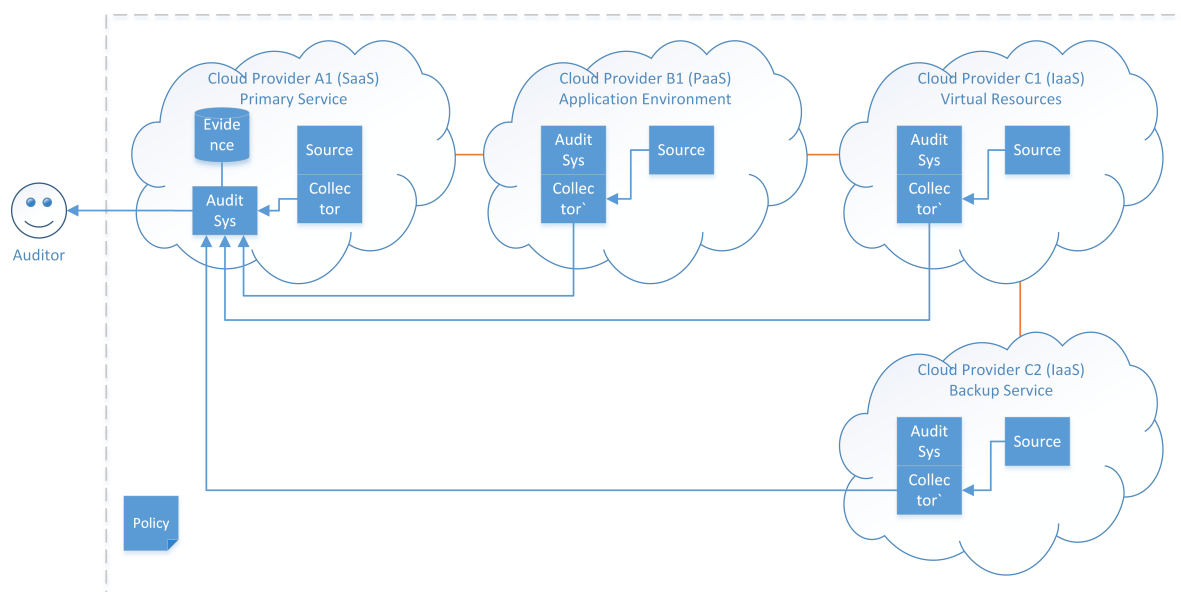 Cloud Provider A1 (SaaS)
Primary Service
Evide
nce
Source
Collec
tor
Audit
Sys
Auditor
Cloud Provider B1 (PaaS)
Application Environment
Audit
Sys
Collec
tor`
Source
Cloud Provider C1 (IaaS)
Virtual Resources
Audit
Sys
Collec
tor`
Source
Cloud Provider C2 (IaaS)
Backup Service
Audit
Sys
Collec
tor`
Source
Policy